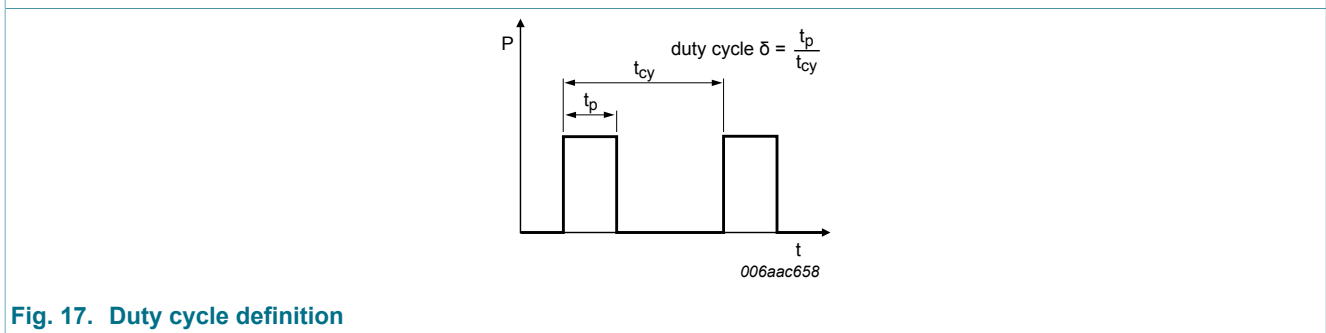 P
duty cycle δ = tp
tcy
tcy
tp
t
006aac658
Fig. 17. Duty cycle definition